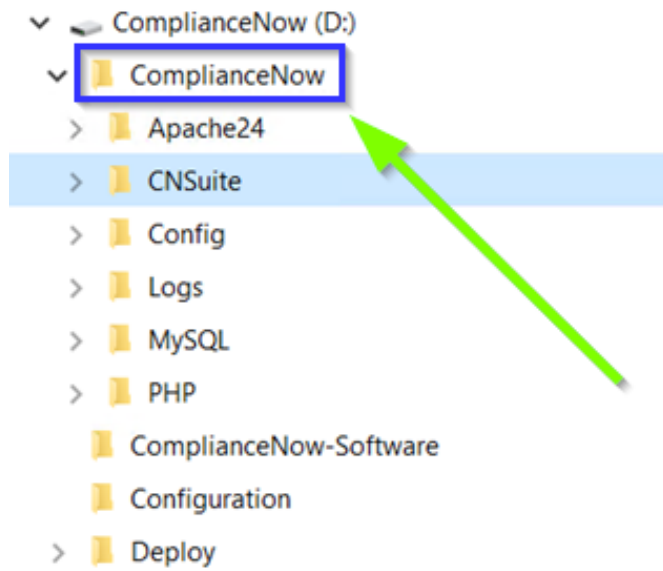 ComplianceNow (D:)
ComplianceNow
Apache24
CNSuite
Config
Logs
MySQL
PHP
ComplianceNow-Software
Configuration
Deploy